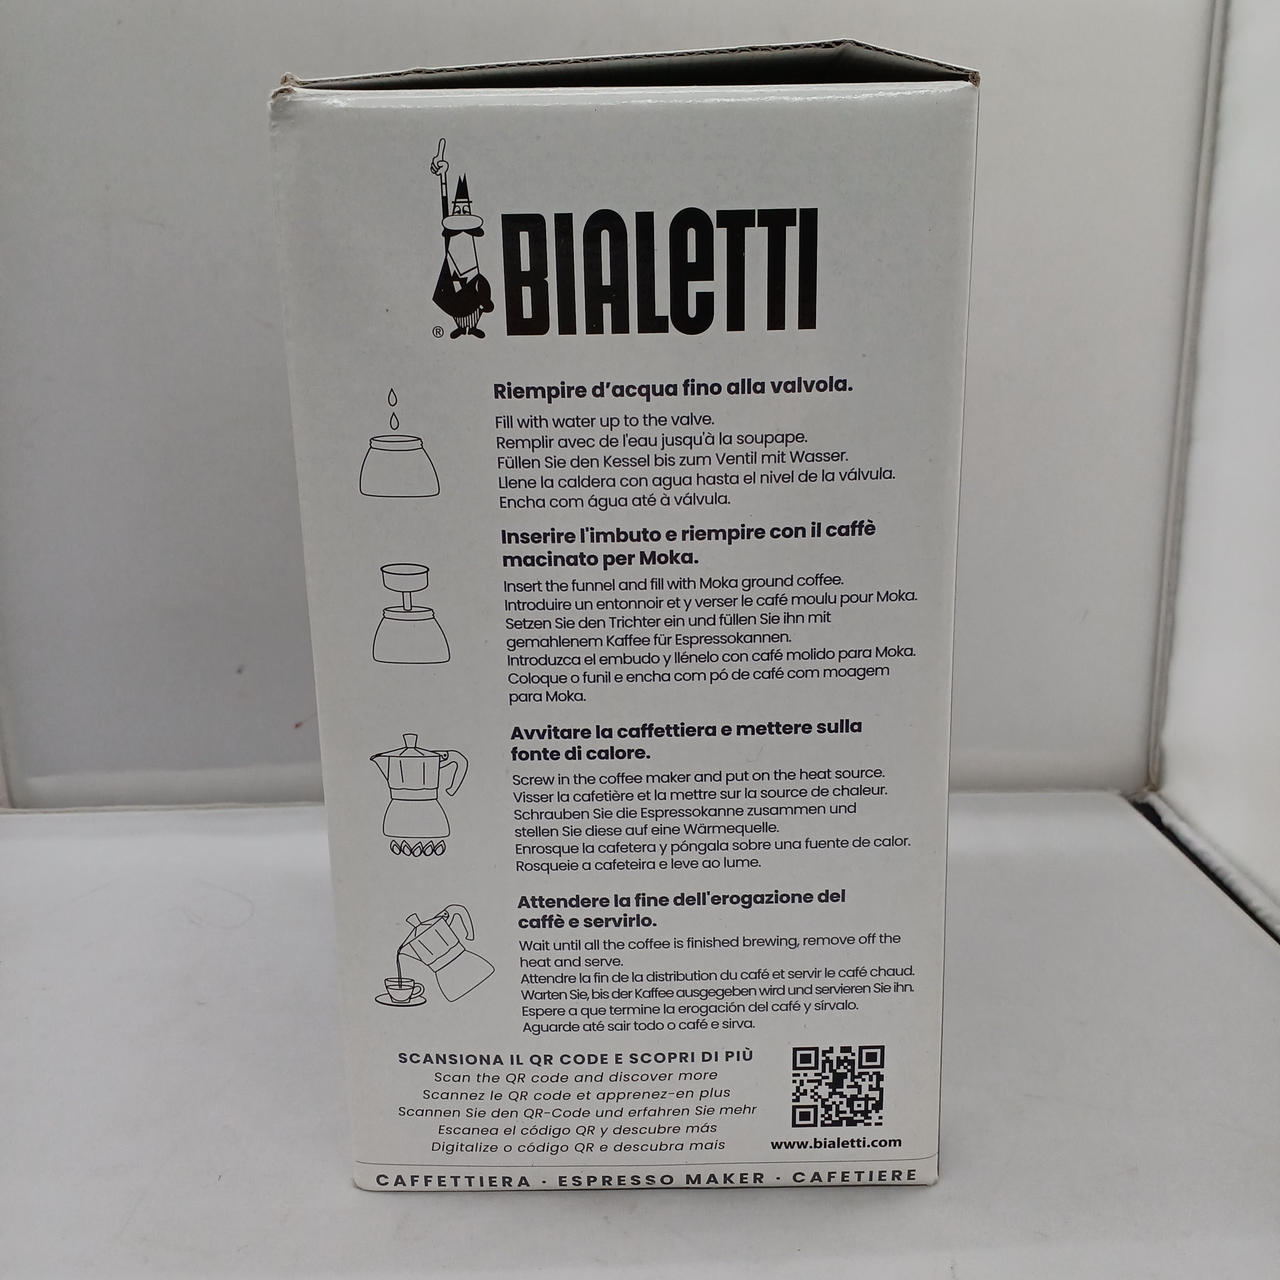 ®
BIALETTI
Riempire d'acqua fino alla valvola.
Fill with water up to the valve.
Remplir avec de l'eau jusqu'à la soupape.
Füllen Sie den Kessel bis zum Ventil mit Wasser.
Llene la caldera con agua hasta el nivel de la válvula.
Encha com água até à válvula.
Inserire l'imbuto e riempire con il caffè
macinato per Moka.
Insert the funnel and fill with Moka ground coffee.
Introduire un entonnoir et y verser le café moulu pour Moka.
Setzen Sie den Trichter ein und füllen Sie ihn mit
gemahlenem Kaffee für Espressokannen.
Introduzca el embudo y llénelo con café molido para Moka.
Coloque o funil e encha com pó de café com moagem
para Moka.
Avvitare la caffettiera e mettere sulla
fonte di calore.
Screw in the coffee maker and put on the heat source.
Visser la cafetière et la mettre sur la source de chaleur.
Schrauben Sie die Espressokanne zusammen und
stellen Sie diese auf eine Wärmequelle.
Enrosque la cafetera y póngala sobre una fuente de calor.
Rosqueie a cafeteira e leve ao lume.
Attendere la fine dell'erogazione del
caffè e servirlo.
Wait until all the coffee is finished brewing, remove off the
heat and serve.
Attendre la fin de la distribution du café et servir le café chaud.
Warten Sie, bis der Kaffee ausgegeben wird und servieren Sie ihn.
Espere a que termine la erogación del café y sírvalo.
Aguarde até sair todo o café e sirva.
SCANSIONA IL QR CODE E SCOPRI DI PIÙ
Scan the QR code and discover more
Scannez le QR code et apprenez-en plus
Scannen Sie den QR-Code und erfahren Sie mehr
Escanea el código QR y descubre más
Digitalize o código QR e descubra mais
www.bialetti.com
CAFFETTIERA · ESPRESSO MAKER · CAFETIERE